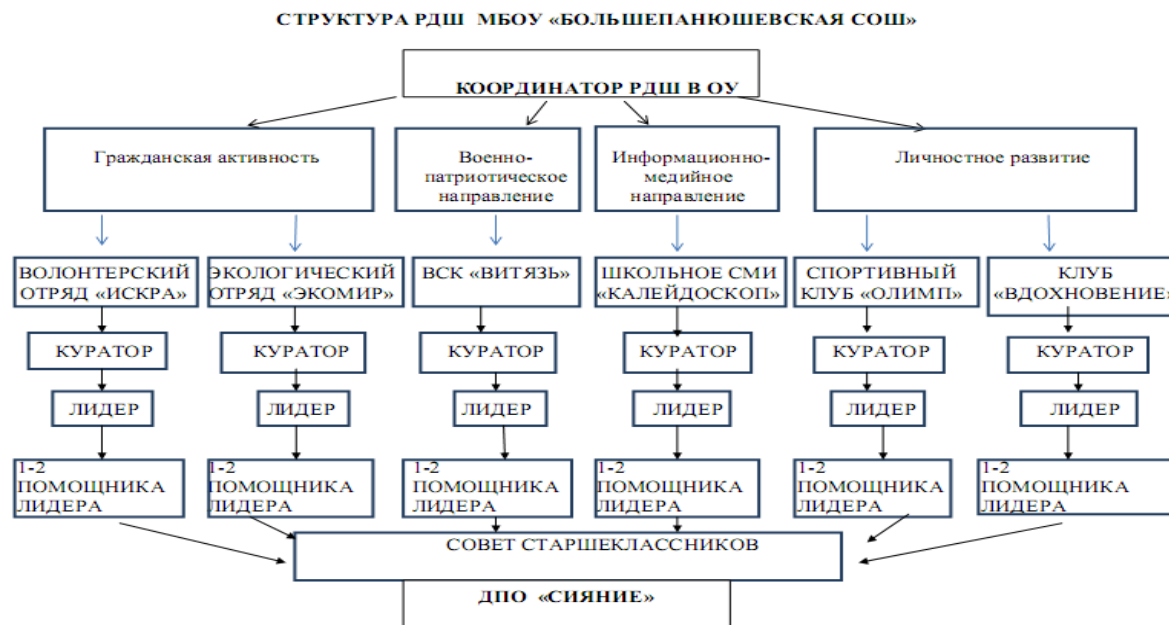 СТРУКТУРА РДШ МБОУ «БОЛЬШЕПАНЮШЕВСКАЯ СОШ»
КООРДИНАТОР РДШ В ОУ
Гражданская активность
Военно-
патриотическое
направление
Информационно-
медийное
направление
Личностное развитие
ВОЛОНТЕРСКИЙ
ОТРЯД «ИСКРА»
ЭКОЛОГИЧЕСКИЙ
ОТРЯД «ЭКОМИР»
ВСК «ВИТЯЗЬ»
ШКОЛЬНОЕ СМИ
«КАЛЕЙДОСКОП»
СПОРТИВНЫЙ
КЛУБ «ОЛИМП»
КЛУБ
«ВДОХНОВЕНИЕ»
КУРАТОР
КУРАТОР
КУРАТОР
КУРАТОР
КУРАТОР
КУРАТОР
ЛИДЕР
ЛИДЕР
ЛИДЕР
ЛИДЕР
ЛИДЕР
ЛИДЕР
1-2
ПОМОЩНИКА
ЛИДЕРА
1-2
ПОМОЩНИКА
ЛИДЕРА
1-2
ПОМОЩНИКА
ЛИДЕРА
1-2
ПОМОЩНИКА
ЛИДЕРА
1-2
ПОМОЩНИКА
ЛИДЕРА
1-2
ПОМОЩНИКА
ЛИДЕРА
СОВЕТ СТАРШЕКЛАССНИКОВ
ДПО «СИЯНИЕ»